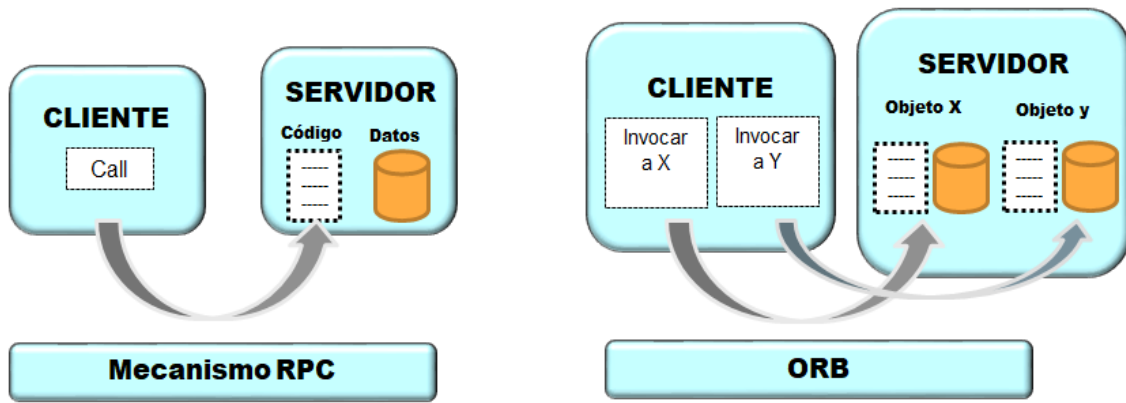 CLIENTE
Call
SERVIDOR
Código Datos
Mecanismo RPC
CLIENTE
Invocar
a X
Invocar
a Y
SERVIDOR
Objeto X Objeto y
ORB